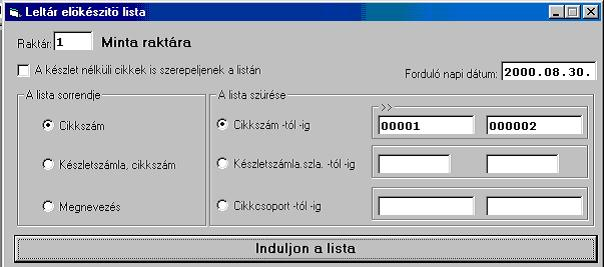 Leltár elökészitö lista
Raktár: 1 Minta raktára
A készlet nélküli cikkek is szerepeljenek a listán
Forduló napi dátum: 2000.08.30.
A lista sorrendje
A lista szürése
>>
Cikkszám
Cikkszám -tól -ig 00001 000002
Készletszámla, cikkszám
Készletszámla.szla. -tól -ig
Megnevezés
Cikkcsoport -tól -ig
Induljon a lista